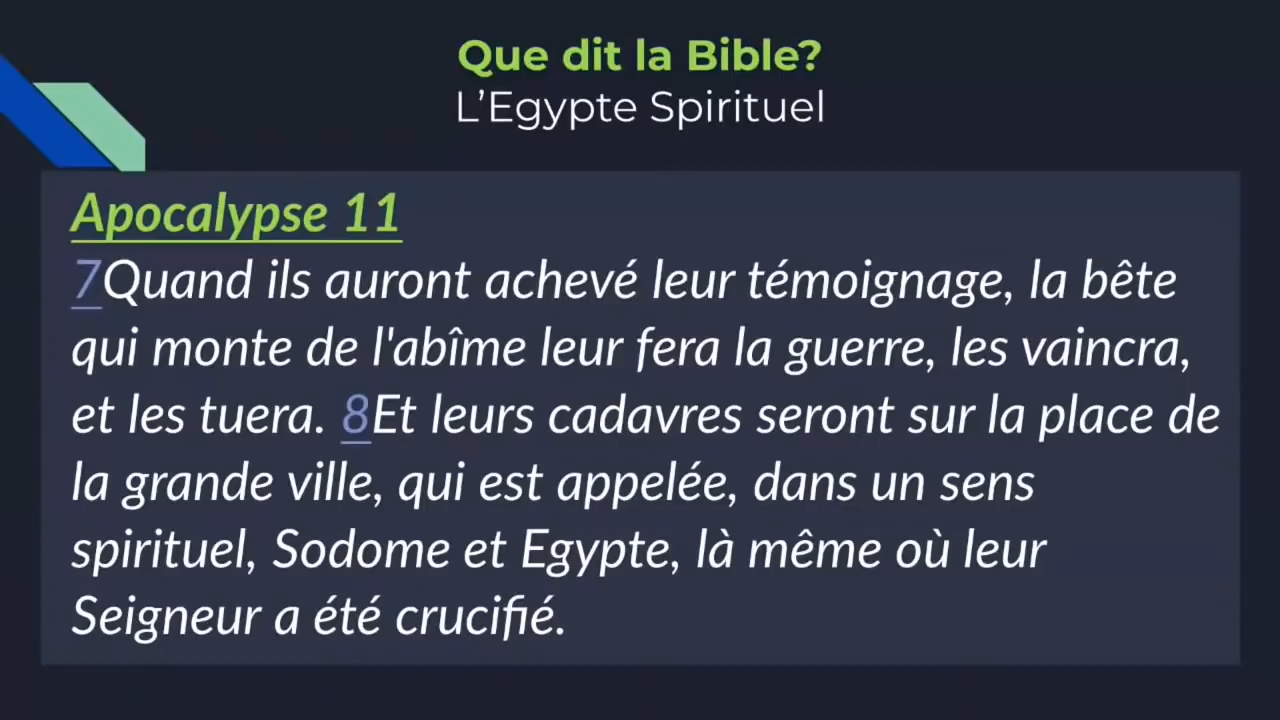 Que dit la Bible?
L’Egypte Spirituel
Apocalypse 11
7Quand ils auront achevé leur témoignage, la bête
qui monte de l'abîme leur fera la guerre, les vaincra,
et les tuera. 8Et leurs cadavres seront sur la place de
la grande ville, qui est appelée, dans un sens
spirituel, Sodome et Egypte, là même où leur
Seigneur a été crucifié.